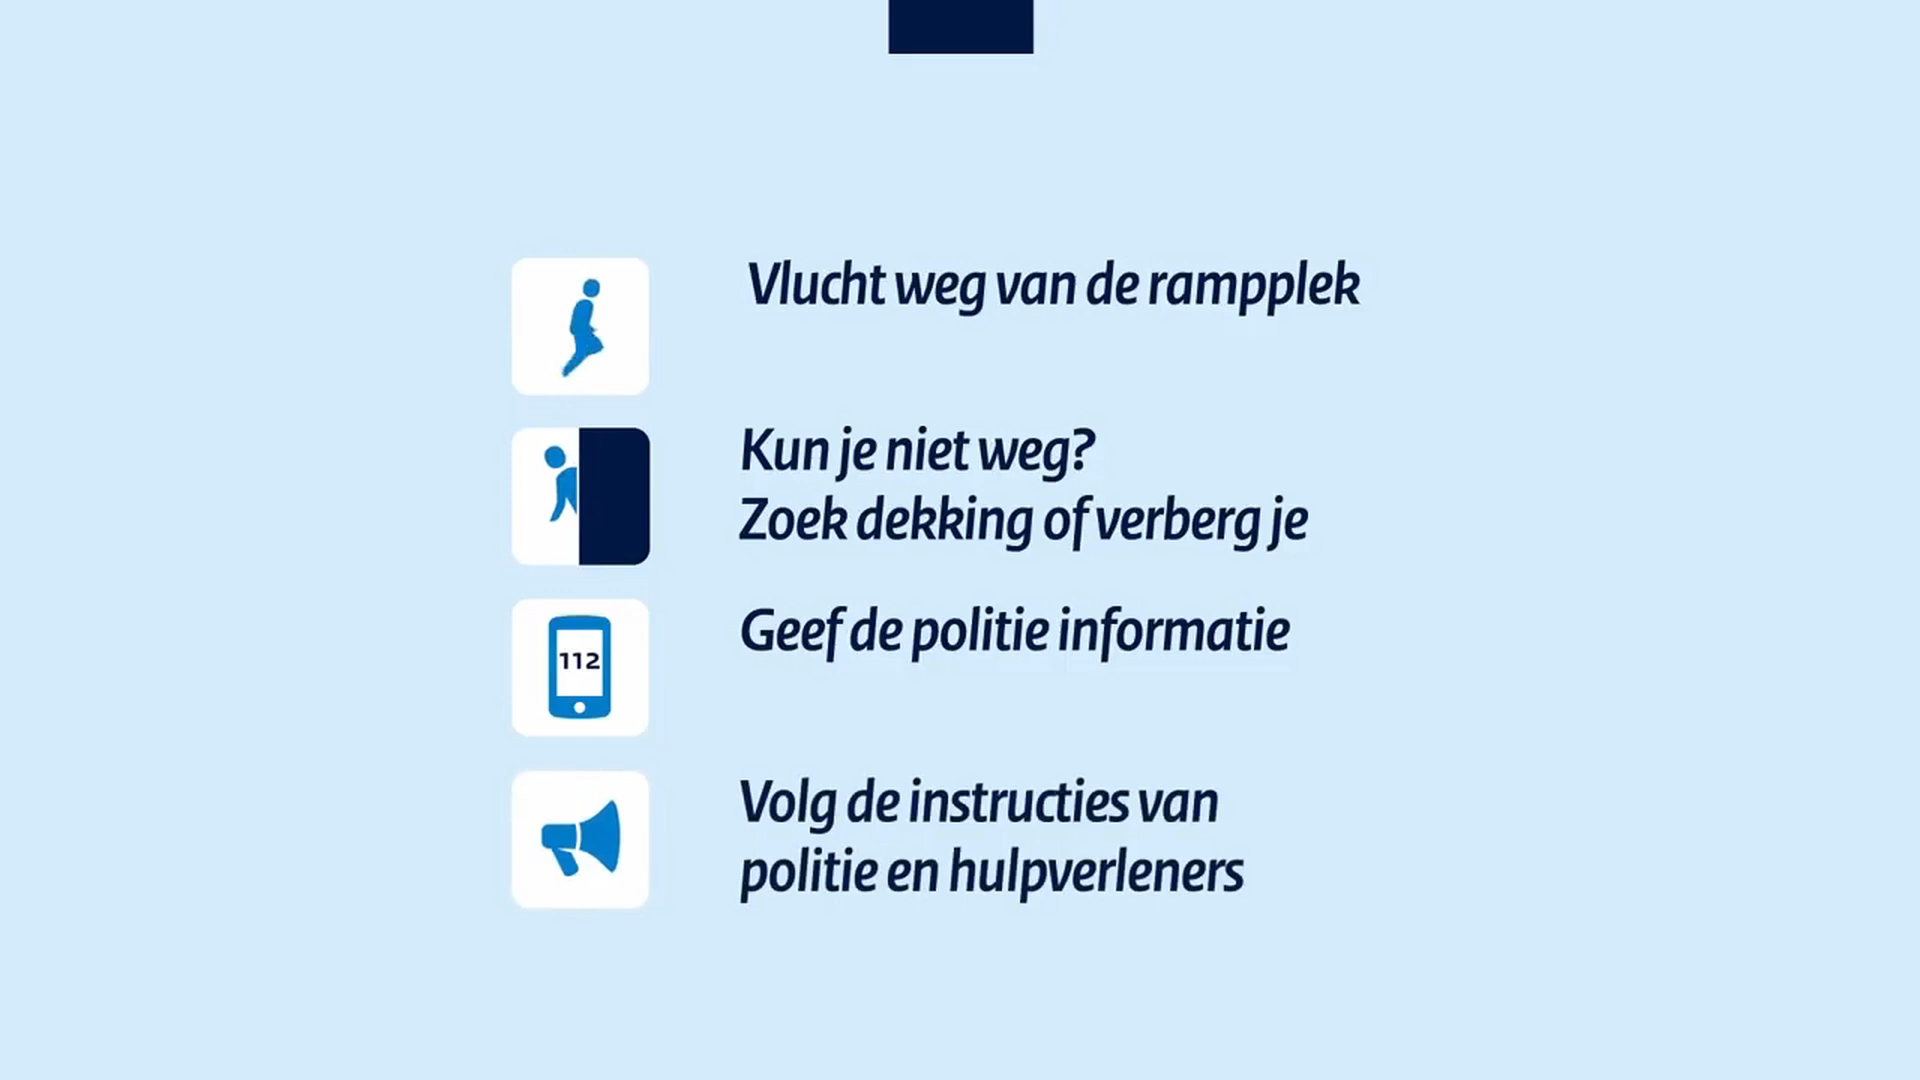 Vlucht weg van de rampplek
Kun je niet weg?
Zoek dekking of verberg je
112
Geef de politie informatie
Volg de instructies van
politie en hulpverleners